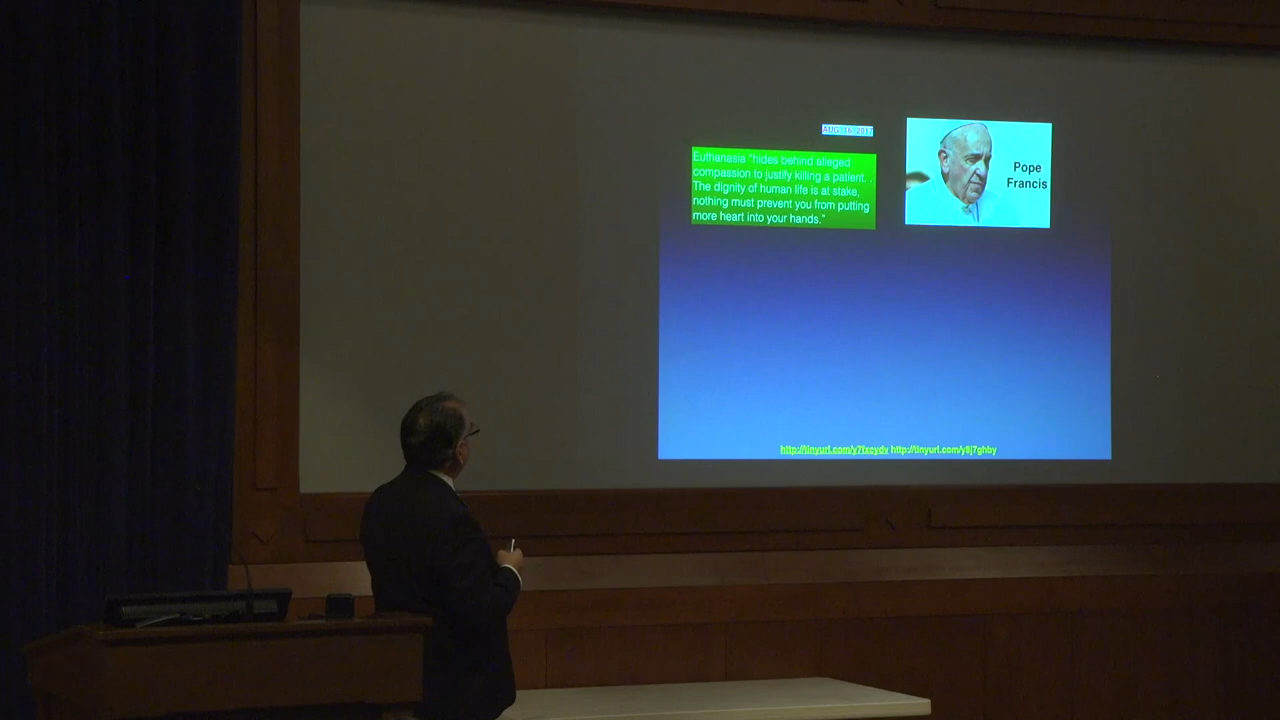 AUG. 16, 2017
Euthanasia "hides behind alleged
compassion to justify killing a patient. .
The dignity of human life is at stake,
nothing must prevent you from putting
more heart into your hands."
Pope
Francis
http://tinyurl.com/y7fxcydv http://tinyurl.com/y8j7ghby